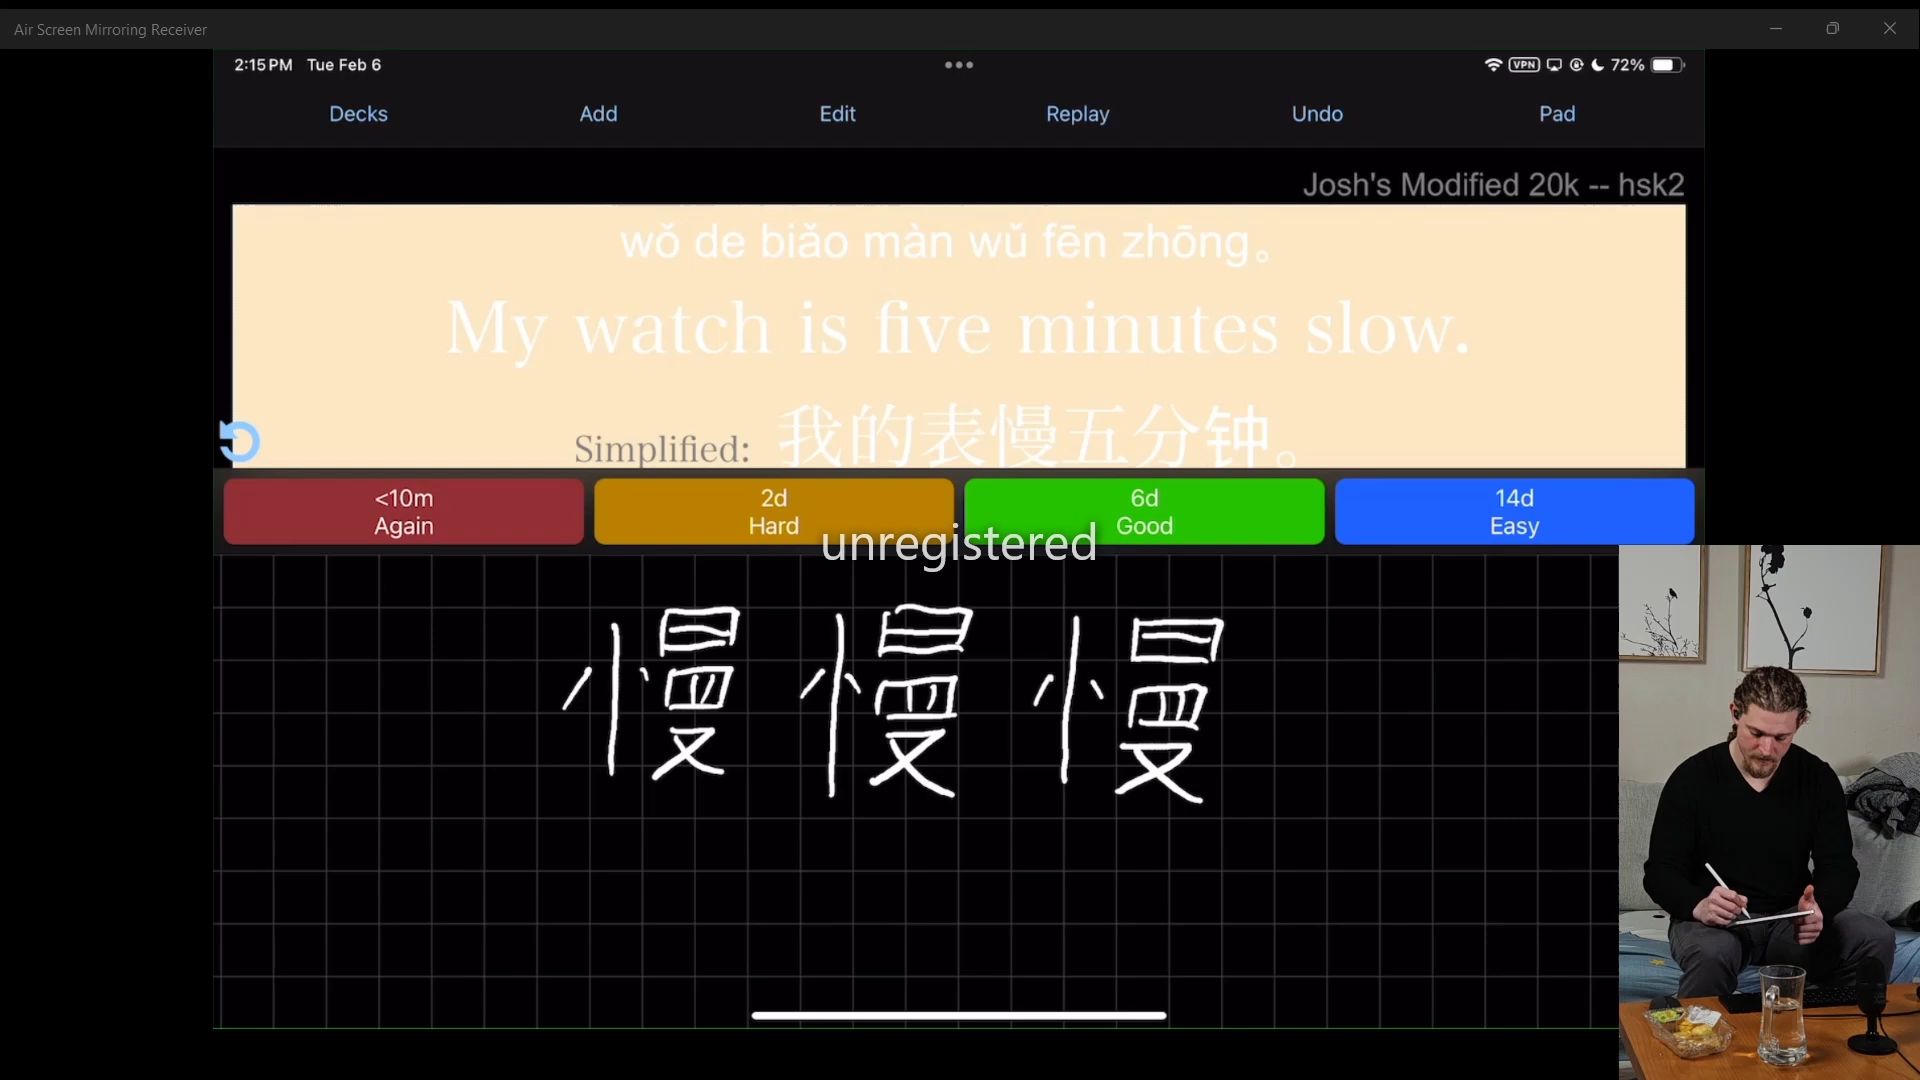 Air Screen Mirroring Receiver
2:15 PM Tue Feb 6
VPN 72%
Decks Add Edit Replay Undo Pad
Josh's Modified 20k -- hsk2
wǒ de biǎo màn wǔ fēn zhōng。
My watch is five minutes slow.
Simplified: 我的表慢五分钟。
<10m 2d 6d 14d
Again Hard Good Easy
unregistered
慢 慢 慢